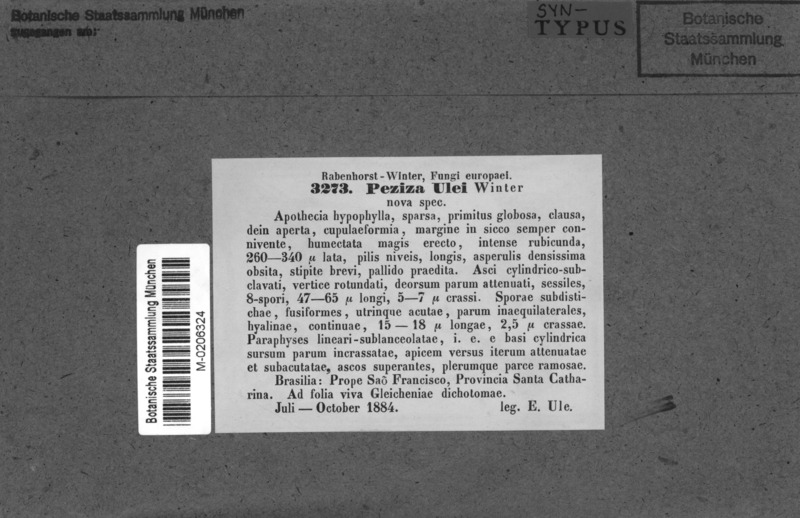 Botanische Staatssammlung München
zugegangen am:
SYN-
TYPUS
Botanische
Staatssammlung
München
Rabenhorst-Winter, Fungi europaei.
3273. Peziza Ulei Winter
nova spec.
Apothecia hypophylla, sparsa, primitus globosa, clausa,
dein aperta, cupulaeformia, margine in sicco semper con-
nivente, humectata magis erecto, intense rubicunda,
260—340 µ lata, pilis niveis, longis, asperulis densissima
obsita, stipite brevi, pallido praedita. Asci cylindrico-sub-
clavati, vertice rotundati, deorsum parum attenuati, sessiles,
8-spori, 47—65 µ longi, 5—7 µ crassi. Sporae subdisti-
chae, fusiformes, utrinque acutae, parum inaequilaterales,
hyalinae, continuae, 15—18 µ longae, 2,5 µ crassae.
Paraphyses lineari-sublanceolatae, i. e. e basi cylindrica
sursum parum incrassatae, apicem versus iterum attenuatae
et subacutatae, ascos superantes, plerumque parce ramosae.
Brasilia: Prope Saõ Francisco, Provincia Santa Catha-
rina. Ad folia viva Gleicheniae dichotomae.
Juli—October 1884. leg. E. Ule.
Botanische Staatssammlung München
M-0206324